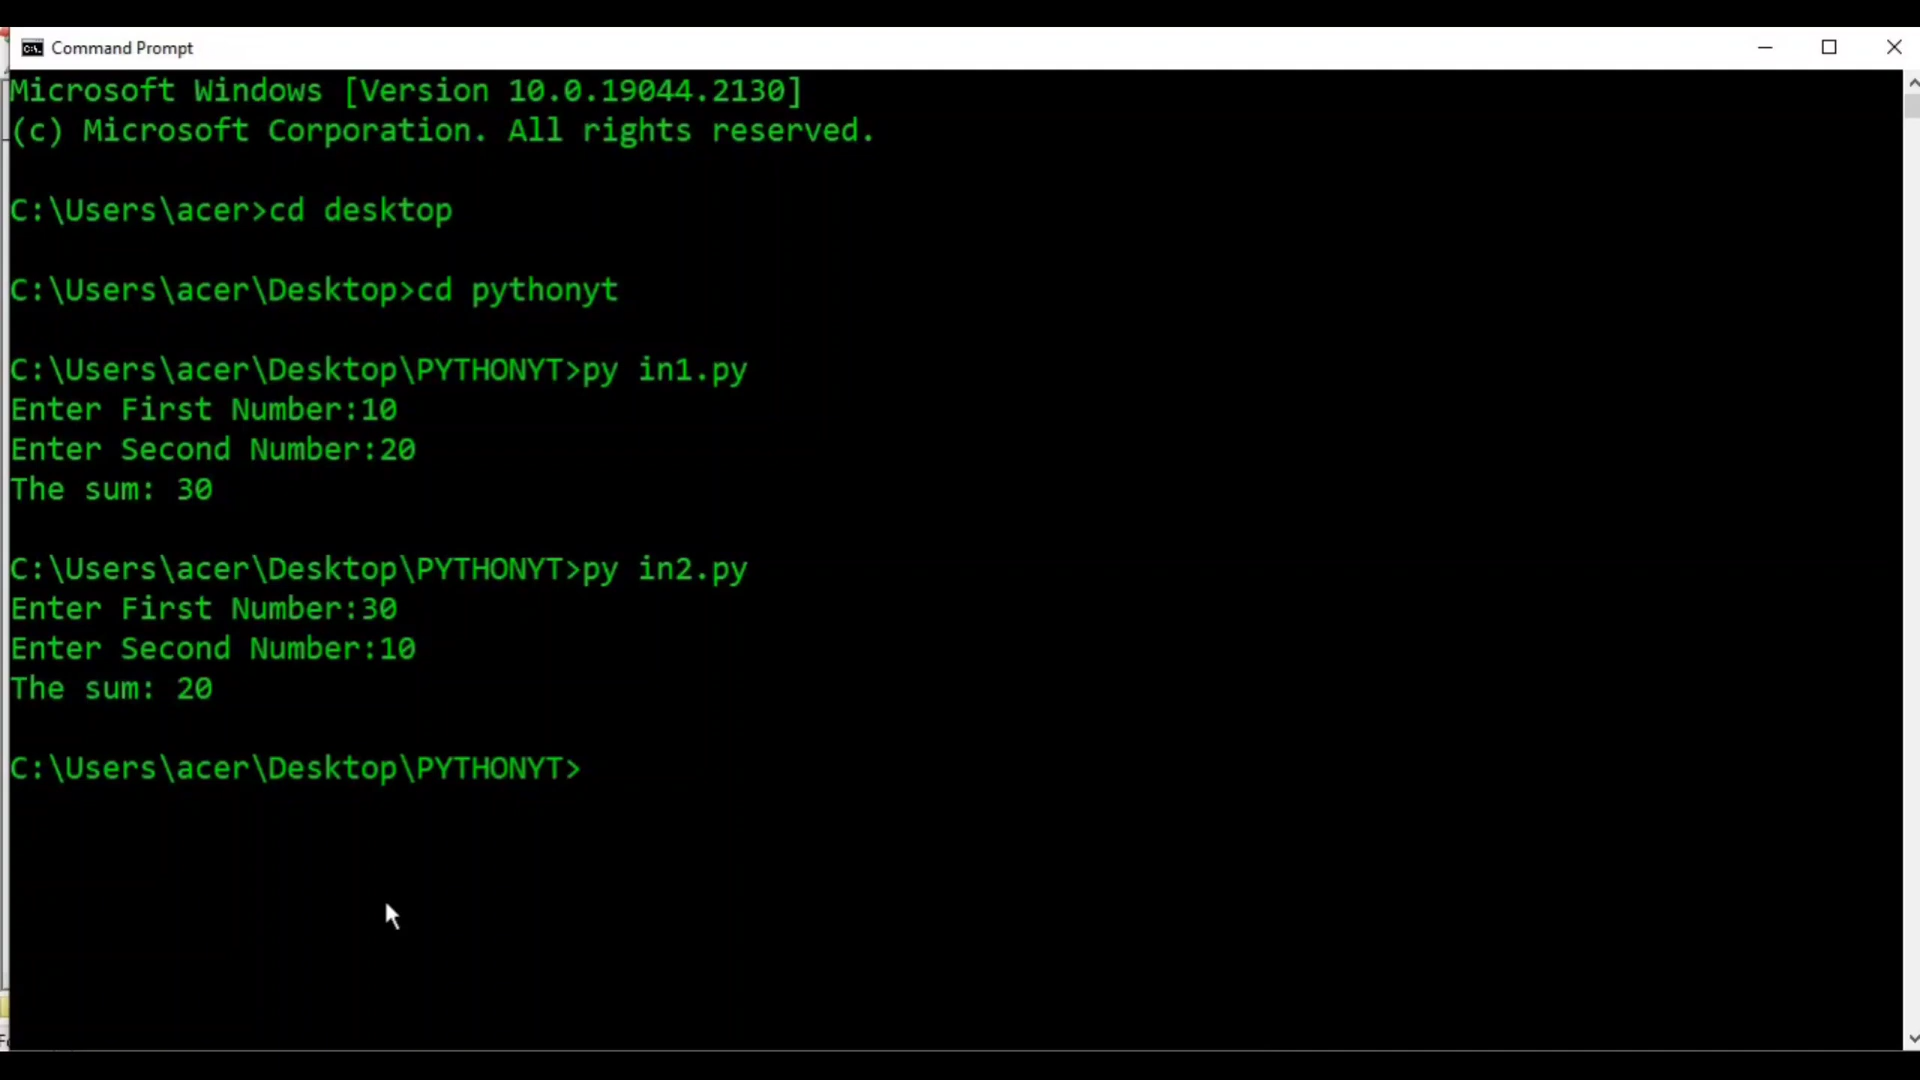 Command Prompt
Microsoft Windows [Version 10.0.19044.2130]
(c) Microsoft Corporation. All rights reserved.
C:\Users\acer>cd desktop
C:\Users\acer\Desktop>cd pythonyt
C:\Users\acer\Desktop\PYTHONYT>py in1.py
Enter First Number:10
Enter Second Number:20
The sum: 30
C:\Users\acer\Desktop\PYTHONYT>py in2.py
Enter First Number:30
Enter Second Number:10
The sum: 20
C:\Users\acer\Desktop\PYTHONYT>